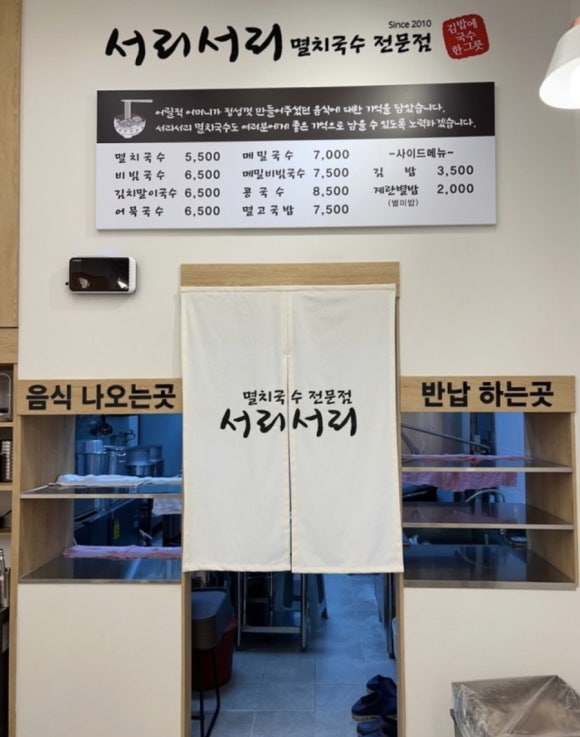 Since 2010
서리서리 멸치국수 전문점
김밥에
국수
한그릇
어릴적 어머니가 정성껏 만들어주셨던 음식에 대한 기억을 담았습니다.
서리서리 멸치국수도 여러분에게 좋은 기억으로 남을 수 있도록 노력하겠습니다.
멸치국수 5,500
비빔국수 6,500
김치말이국수 6,500
어묵국수 6,500
메밀국수 7,000
메밀비빔국수 7,500
콩국수 8,500
멸고국밥 7,500
-사이드메뉴-
김밥 3,500
계란별밥 2,000
(별미밥)
음식 나오는곳
멸치국수 전문점
서리서리
반납 하는곳